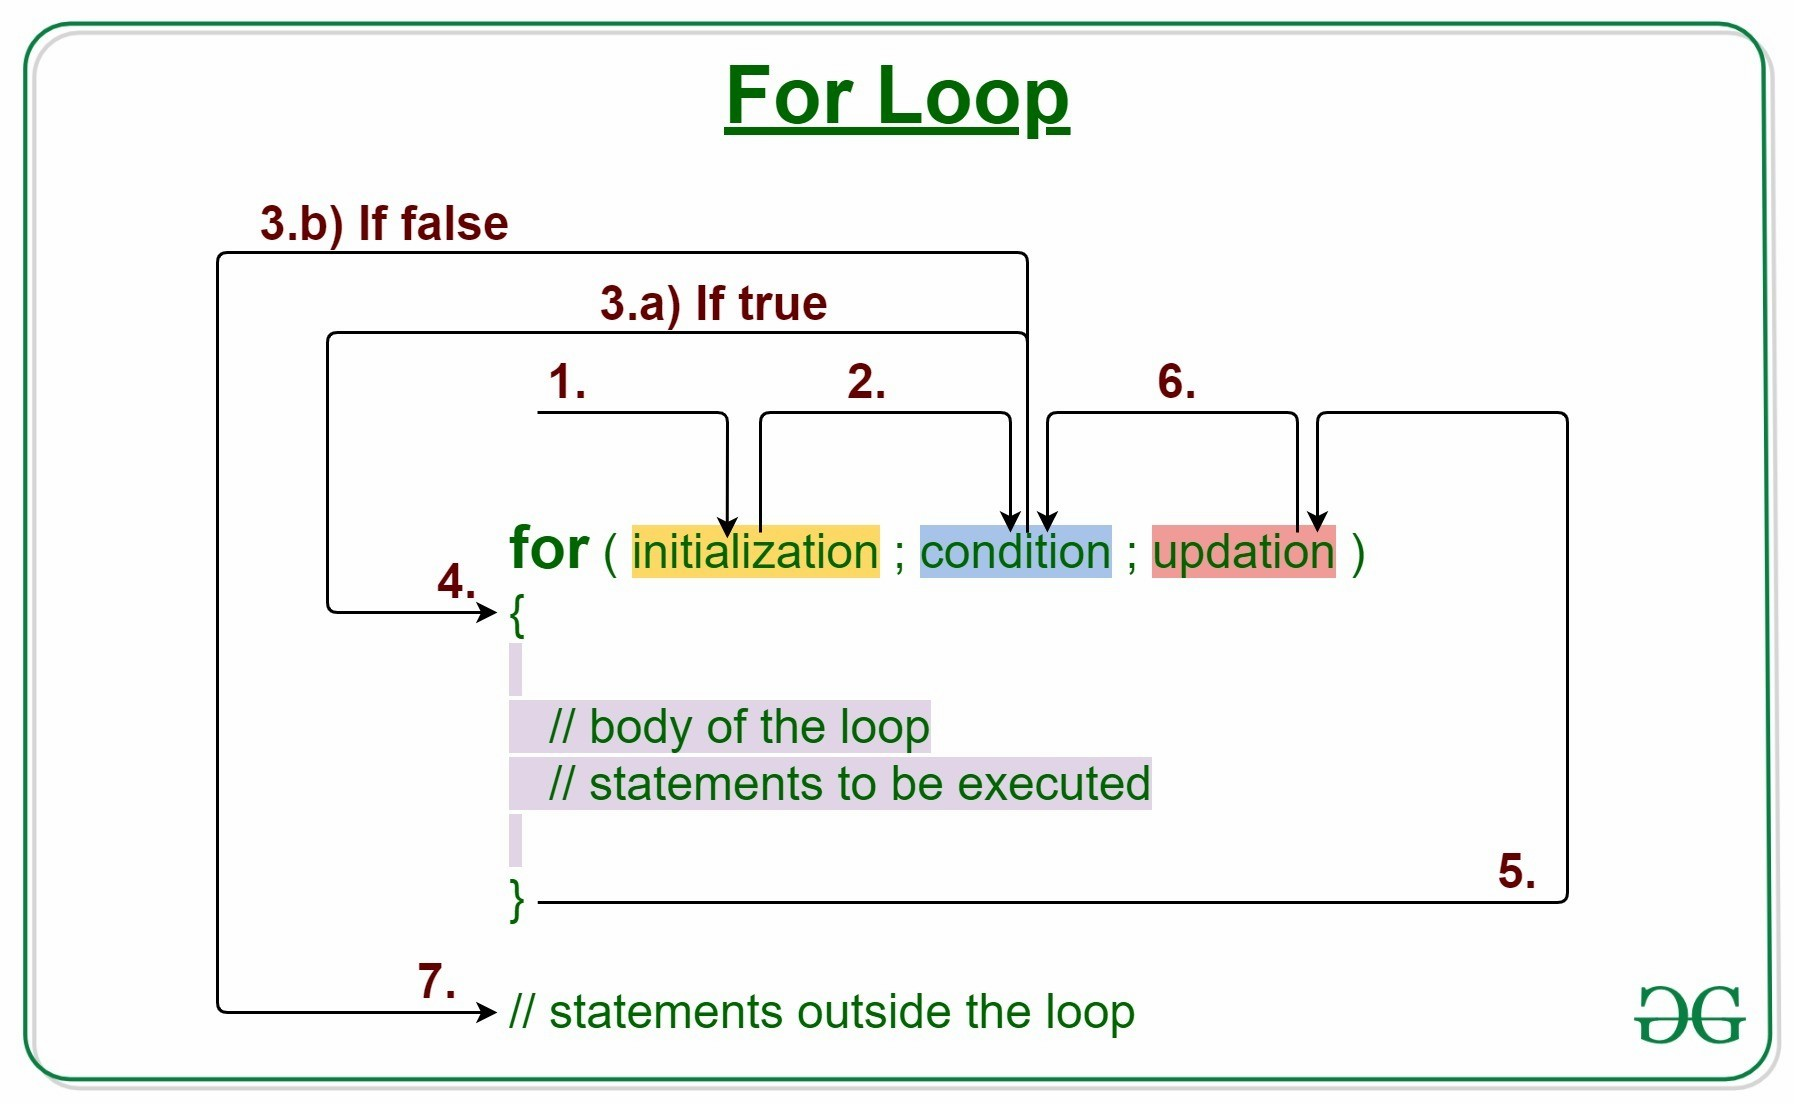 For Loop
3.b) If false
3.a) If true
1.
2.
6.
for ( initialization ; condition ; updation )
4.
{
// body of the loop
// statements to be executed
5.
}
7.
// statements outside the loop